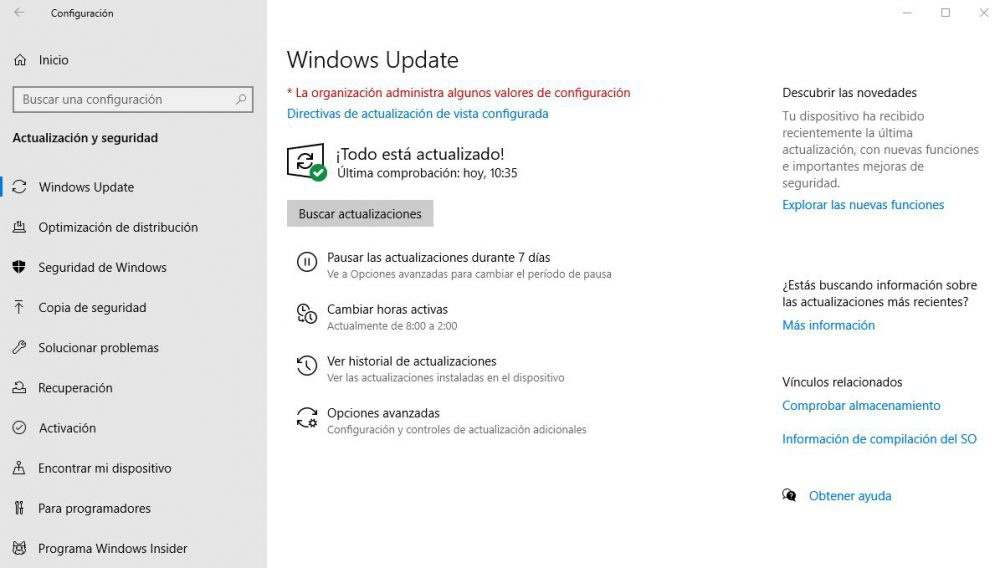 Configuración
Inicio
Buscar una configuración
Actualización y seguridad
Windows Update
Optimización de distribución
Seguridad de Windows
Copia de seguridad
Solucionar problemas
Recuperación
Activación
Encontrar mi dispositivo
Para programadores
Programa Windows Insider
Windows Update
* La organización administra algunos valores de configuración
Directivas de actualización de vista configurada
¡Todo está actualizado!
Última comprobación: hoy, 10:35
Buscar actualizaciones
Pausar las actualizaciones durante 7 días
Ve a Opciones avanzadas para cambiar el período de pausa
Cambiar horas activas
Actualmente de 8:00 a 2:00
Ver historial de actualizaciones
Ver las actualizaciones instaladas en el dispositivo
Opciones avanzadas
Configuración y controles de actualización adicionales
Descubrir las novedades
Tu dispositivo ha recibido
recientemente la última
actualización, con nuevas funciones
e importantes mejoras de
seguridad.
Explorar las nuevas funciones
¿Estás buscando información sobre
las actualizaciones más recientes?
Más información
Vínculos relacionados
Comprobar almacenamiento
Información de compilación del SO
Obtener ayuda